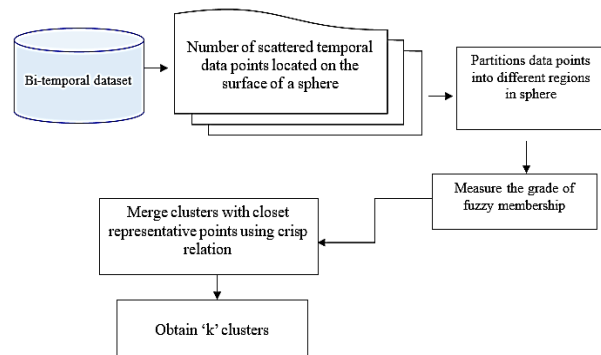 Bi-temporal dataset
Number of scattered temporal
data points located on the
surface of a sphere
Partitions data points
into different regions
in sphere
Measure the grade of
fuzzy membership
Merge clusters with closet
representative points using crisp
relation
Obtain ‘k’ clusters